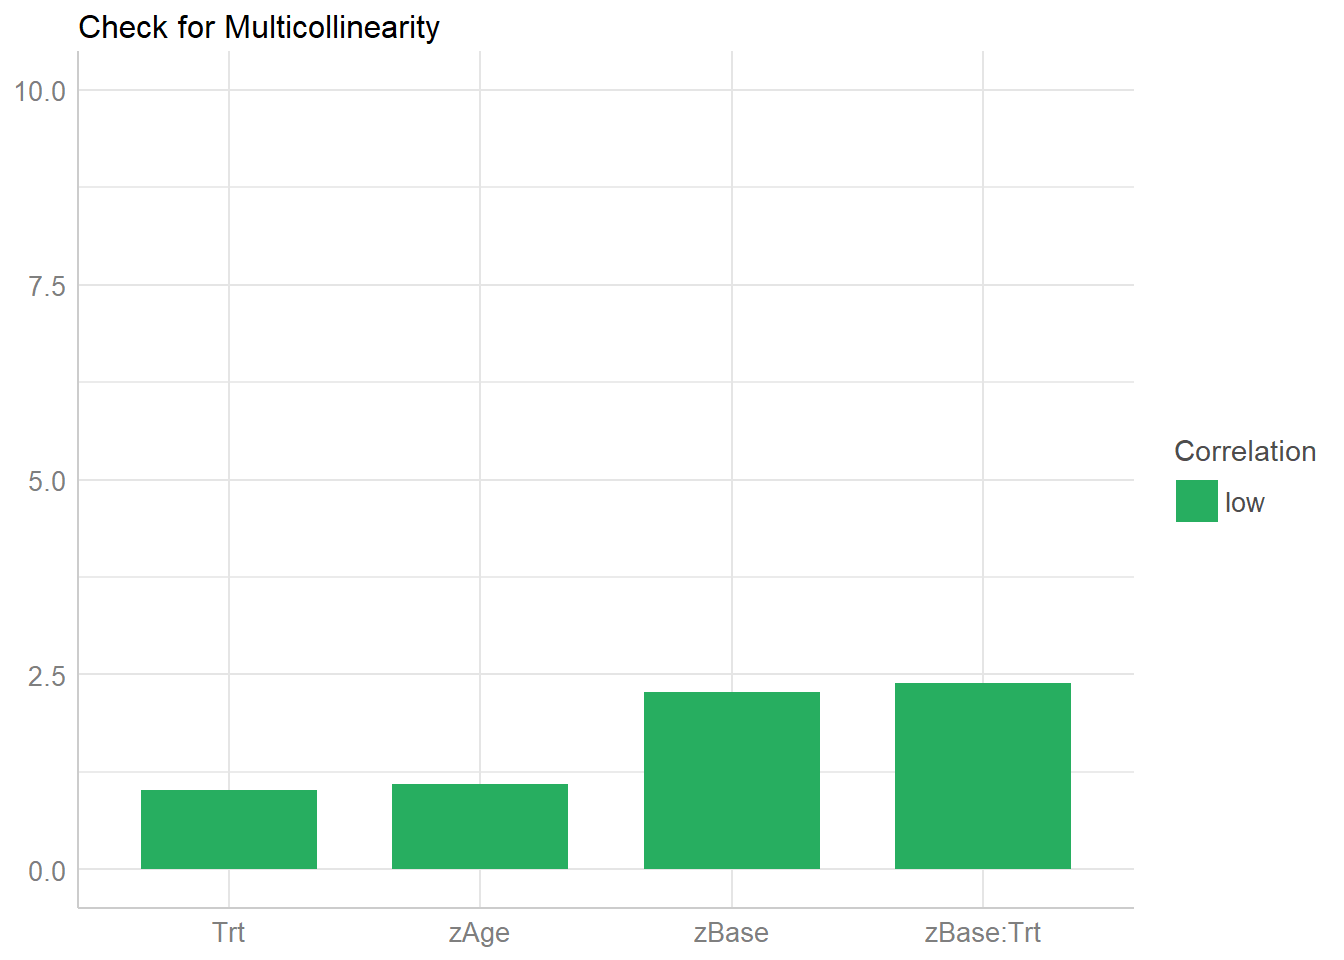 Check for Multicollinearity
10.0
7.5
5.0
2.5
0.0
Trt zAge zBase zBase:Trt
Correlation
low